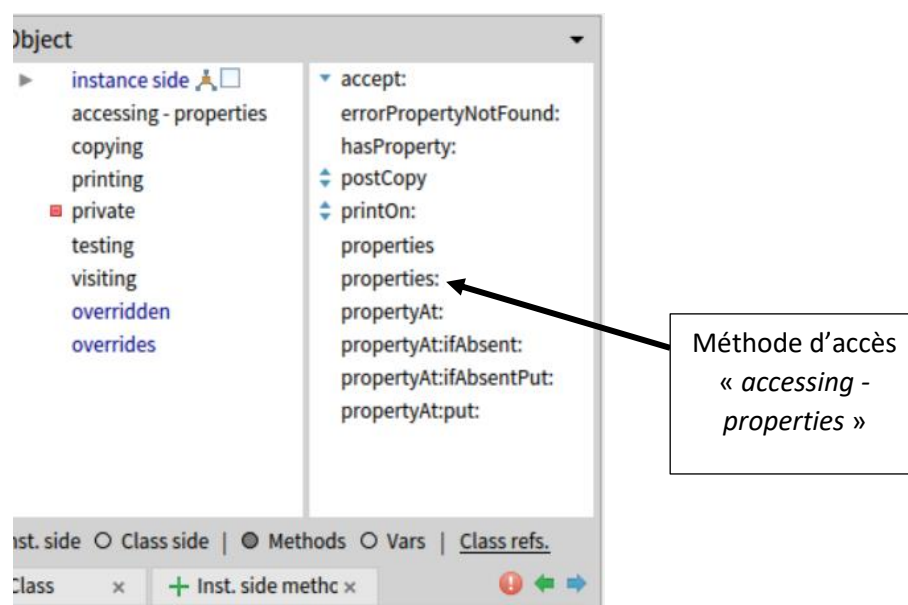 Object
instance side
accessing - properties
copying
printing
private
testing
visiting
overridden
overrides
accept:
errorPropertyNotFound:
hasProperty:
postCopy
printOn:
properties
properties:
propertyAt:
propertyAt:ifAbsent:
propertyAt:ifAbsentPut:
propertyAt:put:
Méthode d’accès
« accessing -
properties »
nst. side Class side | Methods Vars | Class refs.
Class × + Inst. side methc ×